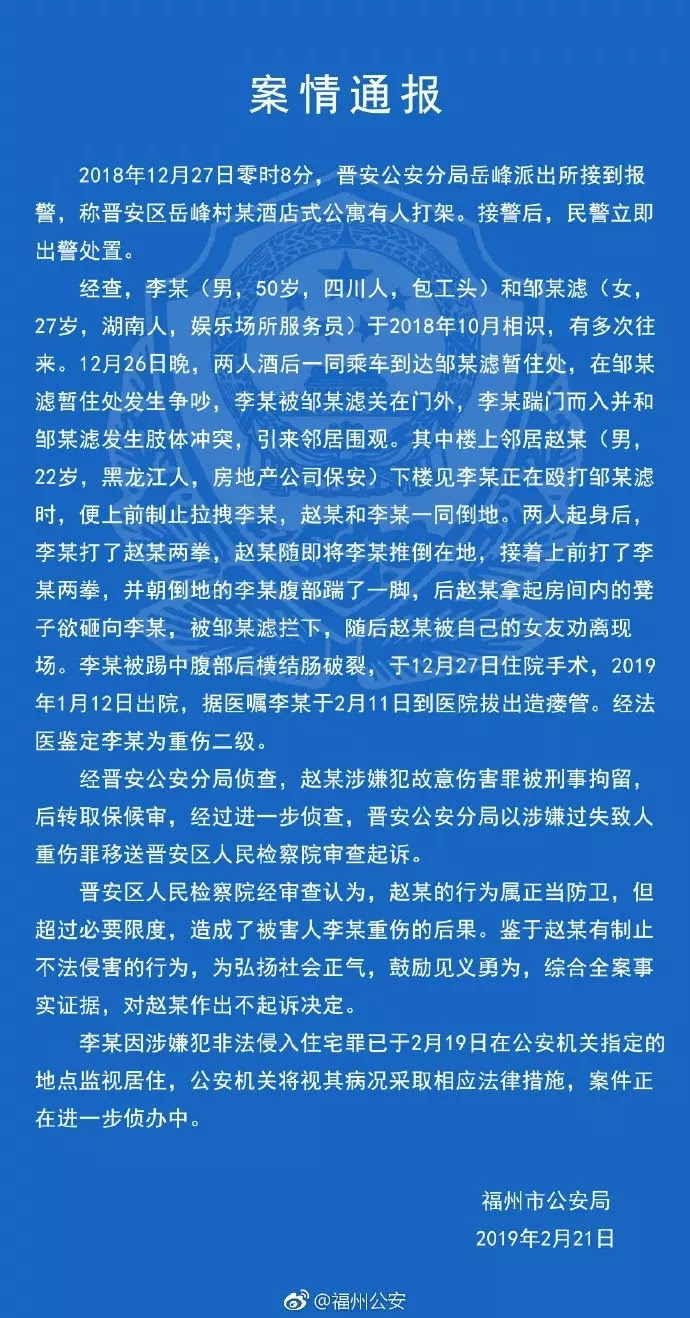 案情通报
2018年12月27日零时8分，晋安公安分局岳峰派出所接到报
警，称晋安区岳峰村某酒店式公寓有人打架。接警后，民警立即
出警处置。
经查，李某（男，50岁，四川人，包工头）和邹某滤（女，
27岁，湖南人，娱乐场所服务员）于2018年10月相识，有多次往
来。12月26日晚，两人酒后一同乘车到达邹某滤暂住处，在邹某
滤暂住处发生争吵，李某被邹某滤关在门外，李某踹门而入并和
邹某滤发生肢体冲突，引来邻居围观。其中楼上邻居赵某（男，
22岁，黑龙江人，房地产公司保安）下楼见李某正在殴打邹某滤
时，便上前制止拉拽李某，赵某和李某一同倒地。两人起身后，
李某打了赵某两拳，赵某随即将李某推倒在地，接着上前打了李
某两拳，并朝倒地的李某腹部踹了一脚，后赵某拿起房间内的凳
子欲砸向李某，被邹某滤拦下，随后赵某被自己的女友劝离现
场。李某被踢中腹部后横结肠破裂，于12月27日住院手术，2019
年1月12日出院，据医嘱李某于2月11日到医院拔出造瘘管。经法
医鉴定李某为重伤二级。
经晋安公安分局侦查，赵某涉嫌犯故意伤害罪被刑事拘留，
后转取保候审，经过进一步侦查，晋安公安分局以涉嫌过失致人
重伤罪移送晋安区人民检察院审查起诉。
晋安区人民检察院经审查认为，赵某的行为属正当防卫，但
超过必要限度，造成了被害人李某重伤的后果。鉴于赵某有制止
不法侵害的行为，为弘扬社会正气，鼓励见义勇为，综合全案事
实证据，对赵某作出不起诉决定。
李某因涉嫌犯非法侵入住宅罪已于2月19日在公安机关指定的
地点监视居住，公安机关将视其病况采取相应法律措施，案件正
在进一步侦办中。
福州市公安局
2019年2月21日
@福州公安